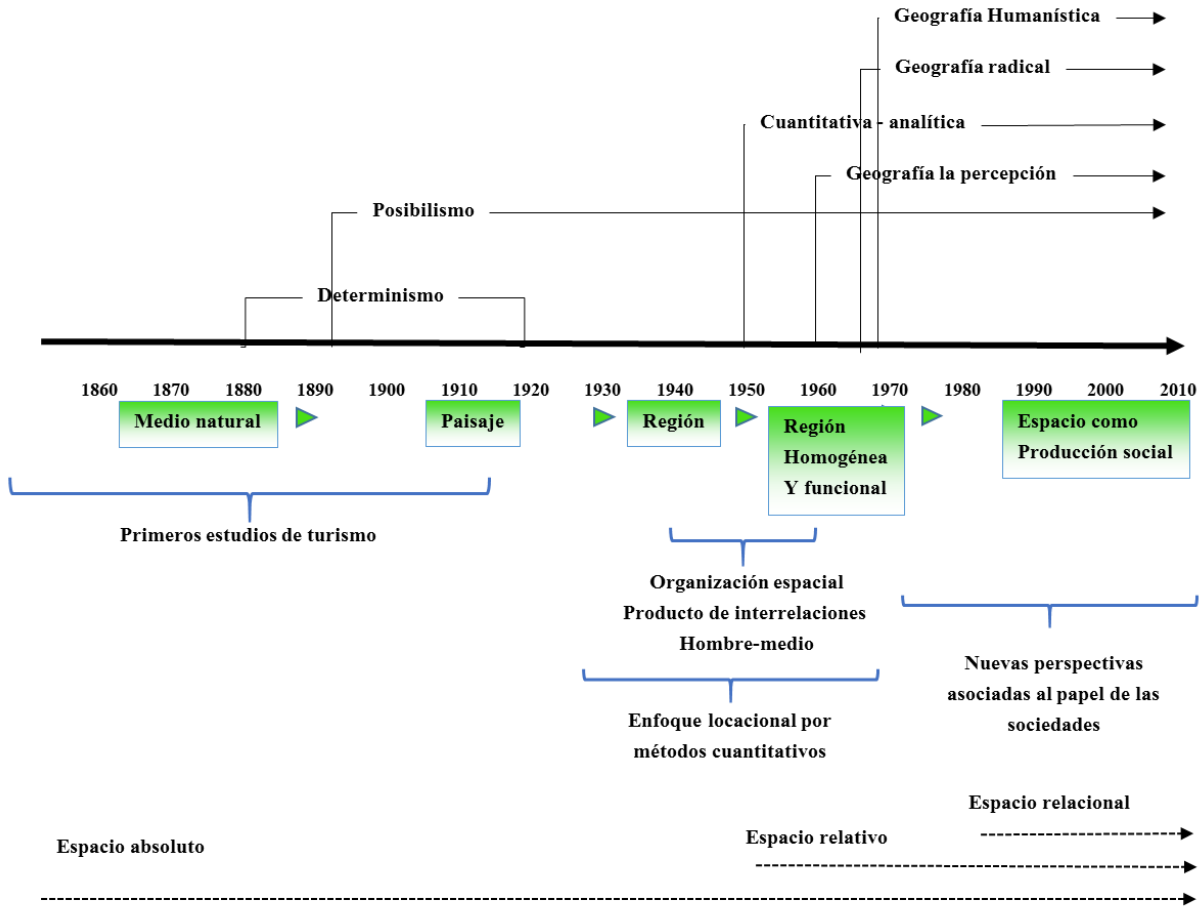 Geografía Humanística
Geografía radical
Cuantitativa - analítica
Geografía la percepción
Posibilismo
Determinismo
1860 1870 1880 1890 1900 1910 1920 1930 1940 1950 1960 1970 1980 1990 2000 2010
Medio natural
Paisaje
Región
Región
Homogénea
Y funcional
Espacio como
Producción social
Primeros estudios de turismo
Organización espacial
Producto de interrelaciones
Hombre-medio
Enfoque locacional por
métodos cuantitativos
Nuevas perspectivas
asociadas al papel de las
sociedades
Espacio relacional
Espacio relativo
Espacio absoluto